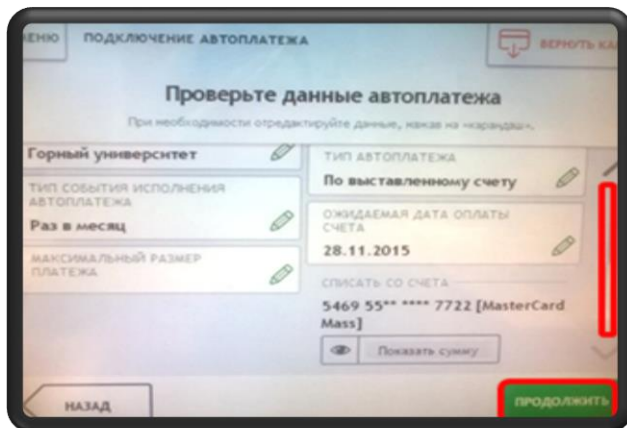 МЕНЮ
ПОДКЛЮЧЕНИЕ АВТОПЛАТЕЖА
ВЕРНУТЬ КА
Проверьте данные автоплатежа
При необходимости отредактируйте данные, нажав на «карандаш».
Горный университет
ТИП СОБЫТИЯ ИСПОЛНЕНИЯ
АВТОПЛАТЕЖА
Раз в месяц
МАКСИМАЛЬНЫЙ РАЗМЕР
ПЛАТЕЖА
ТИП АВТОПЛАТЕЖА
По выставленному счету
ОЖИДАЕМАЯ ДАТА ОПЛАТЫ
СЧЕТА
28.11.2015
СПИСАТЬ СО СЧЕТА
5469 55** **** 7722 [MasterCard
Mass]
Показать сумму
НАЗАД
ПРОДОЛЖИТЬ